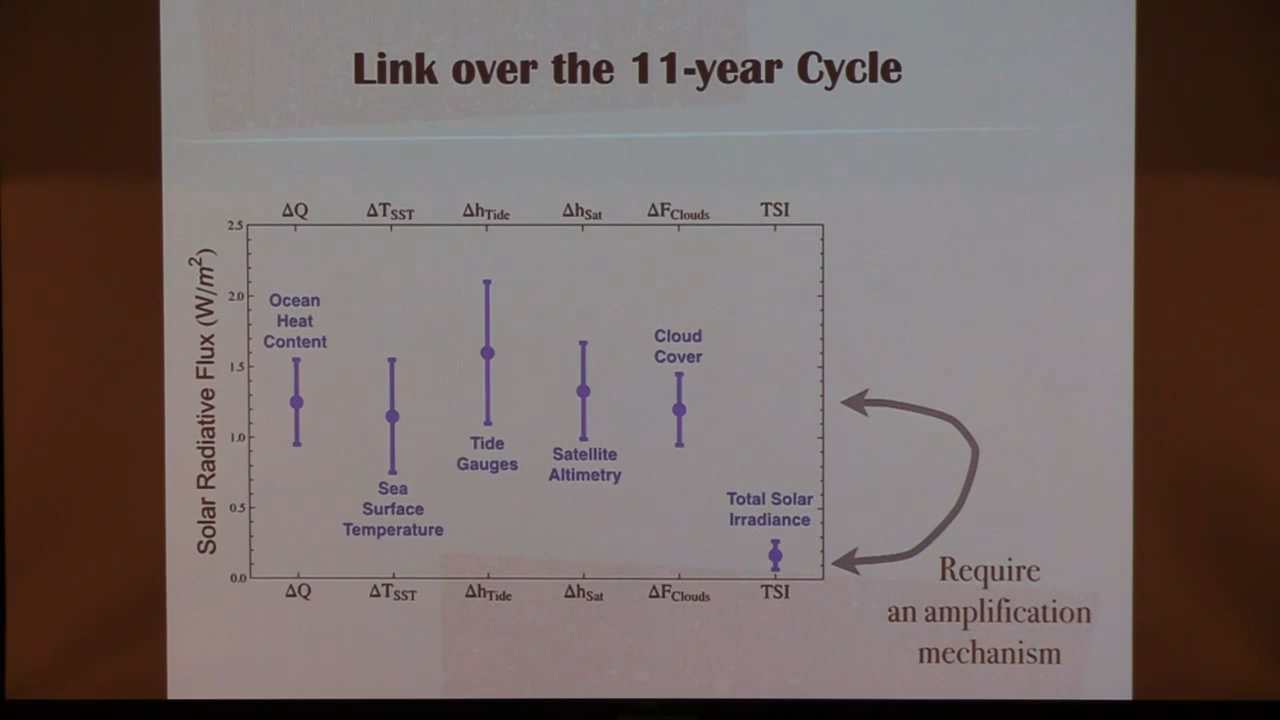 Link over the 11-year Cycle
ΔQ ΔT_SST Δh_Tide Δh_Sat ΔF_Clouds TSI
Solar Radiative Flux (W/m²)
2.5
2.0
1.5
1.0
0.5
0.0
Ocean
Heat
Content
Sea
Surface
Temperature
Tide
Gauges
Satellite
Altimetry
Cloud
Cover
Total Solar
Irradiance
ΔQ ΔT_SST Δh_Tide Δh_Sat ΔF_Clouds TSI
Require
an amplification
mechanism